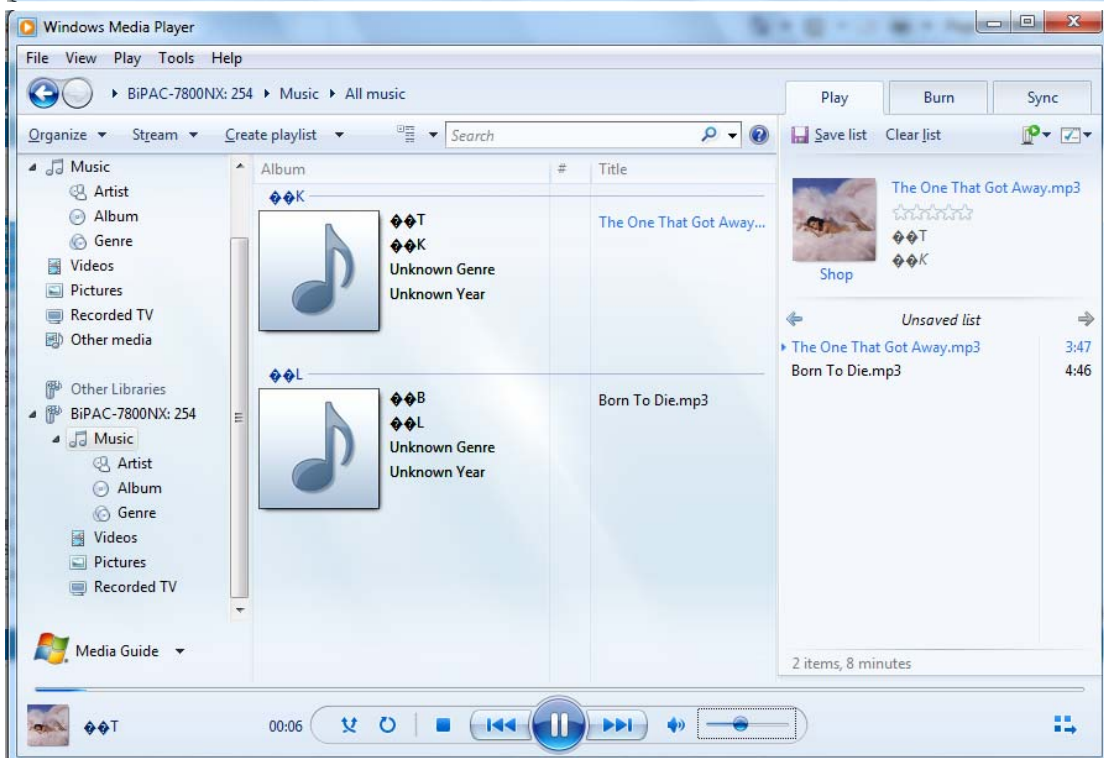 Windows Media Player
File View Play Tools Help
BiPAC-7800NX: 254 Music All music
Play Burn Sync
Organize Stream Create playlist Search
Save list Clear list
Music
Artist
Album
Genre
Videos
Pictures
Recorded TV
Other media
Other Libraries
BiPAC-7800NX: 254
Music
Artist
Album
Genre
Videos
Pictures
Recorded TV
Media Guide
Album # Title
��K
��T
��K
Unknown Genre
Unknown Year
The One That Got Away...
��L
��B
��L
Unknown Genre
Unknown Year
Born To Die.mp3
The One That Got Away.mp3
��T
��K
Shop
Unsaved list
The One That Got Away.mp3 3:47
Born To Die.mp3 4:46
2 items, 8 minutes
��T
00:06